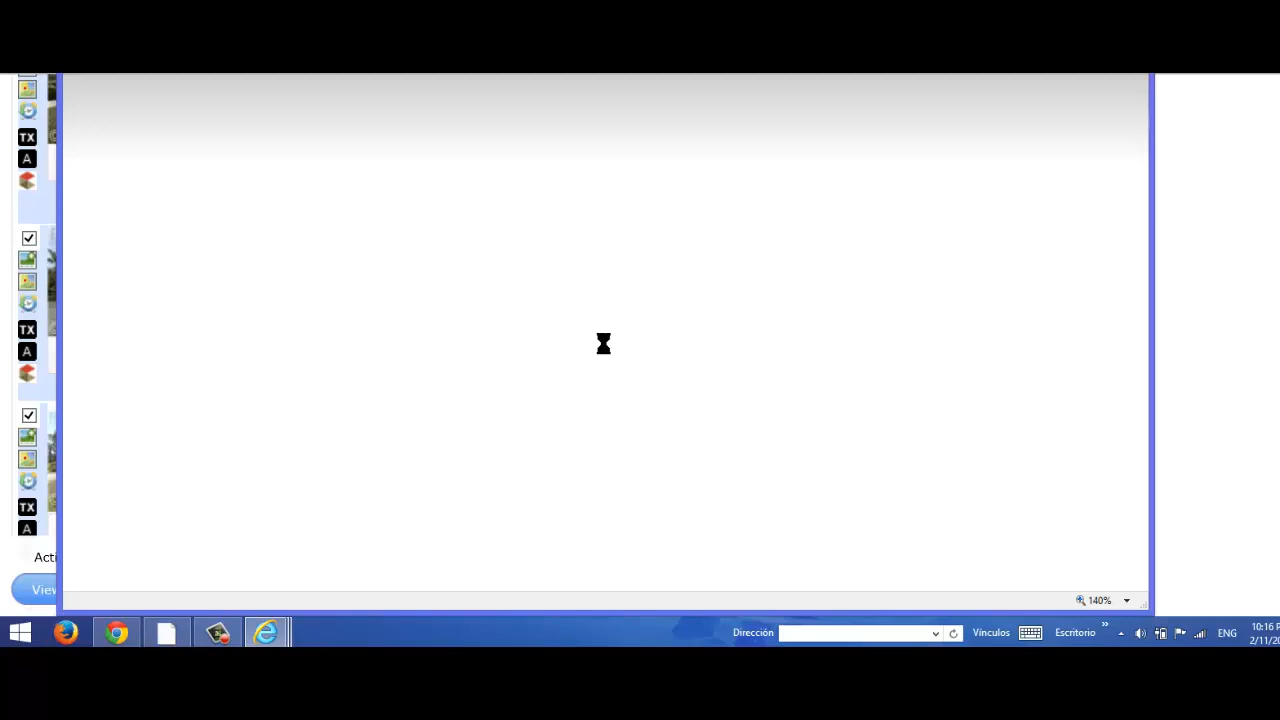 TX
A
TX
A
TX
A
Acti
View
140%
Dirección
Vínculos
Escritorio
»
ENG
10:16 P
2/11/20